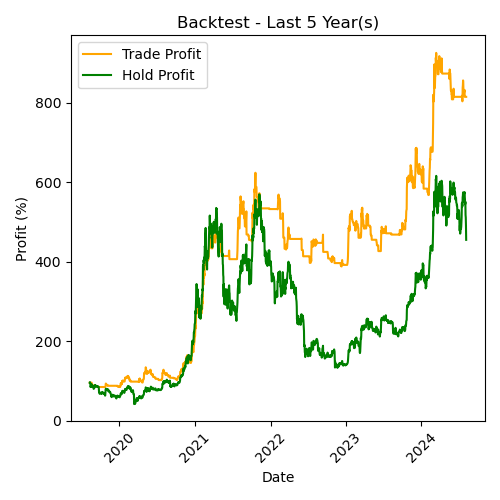 Backtest - Last 5 Year(s)
Trade Profit
Hold Profit
Profit (%)
800
600
400
200
0
2020
2021
2022
2023
2024
Date